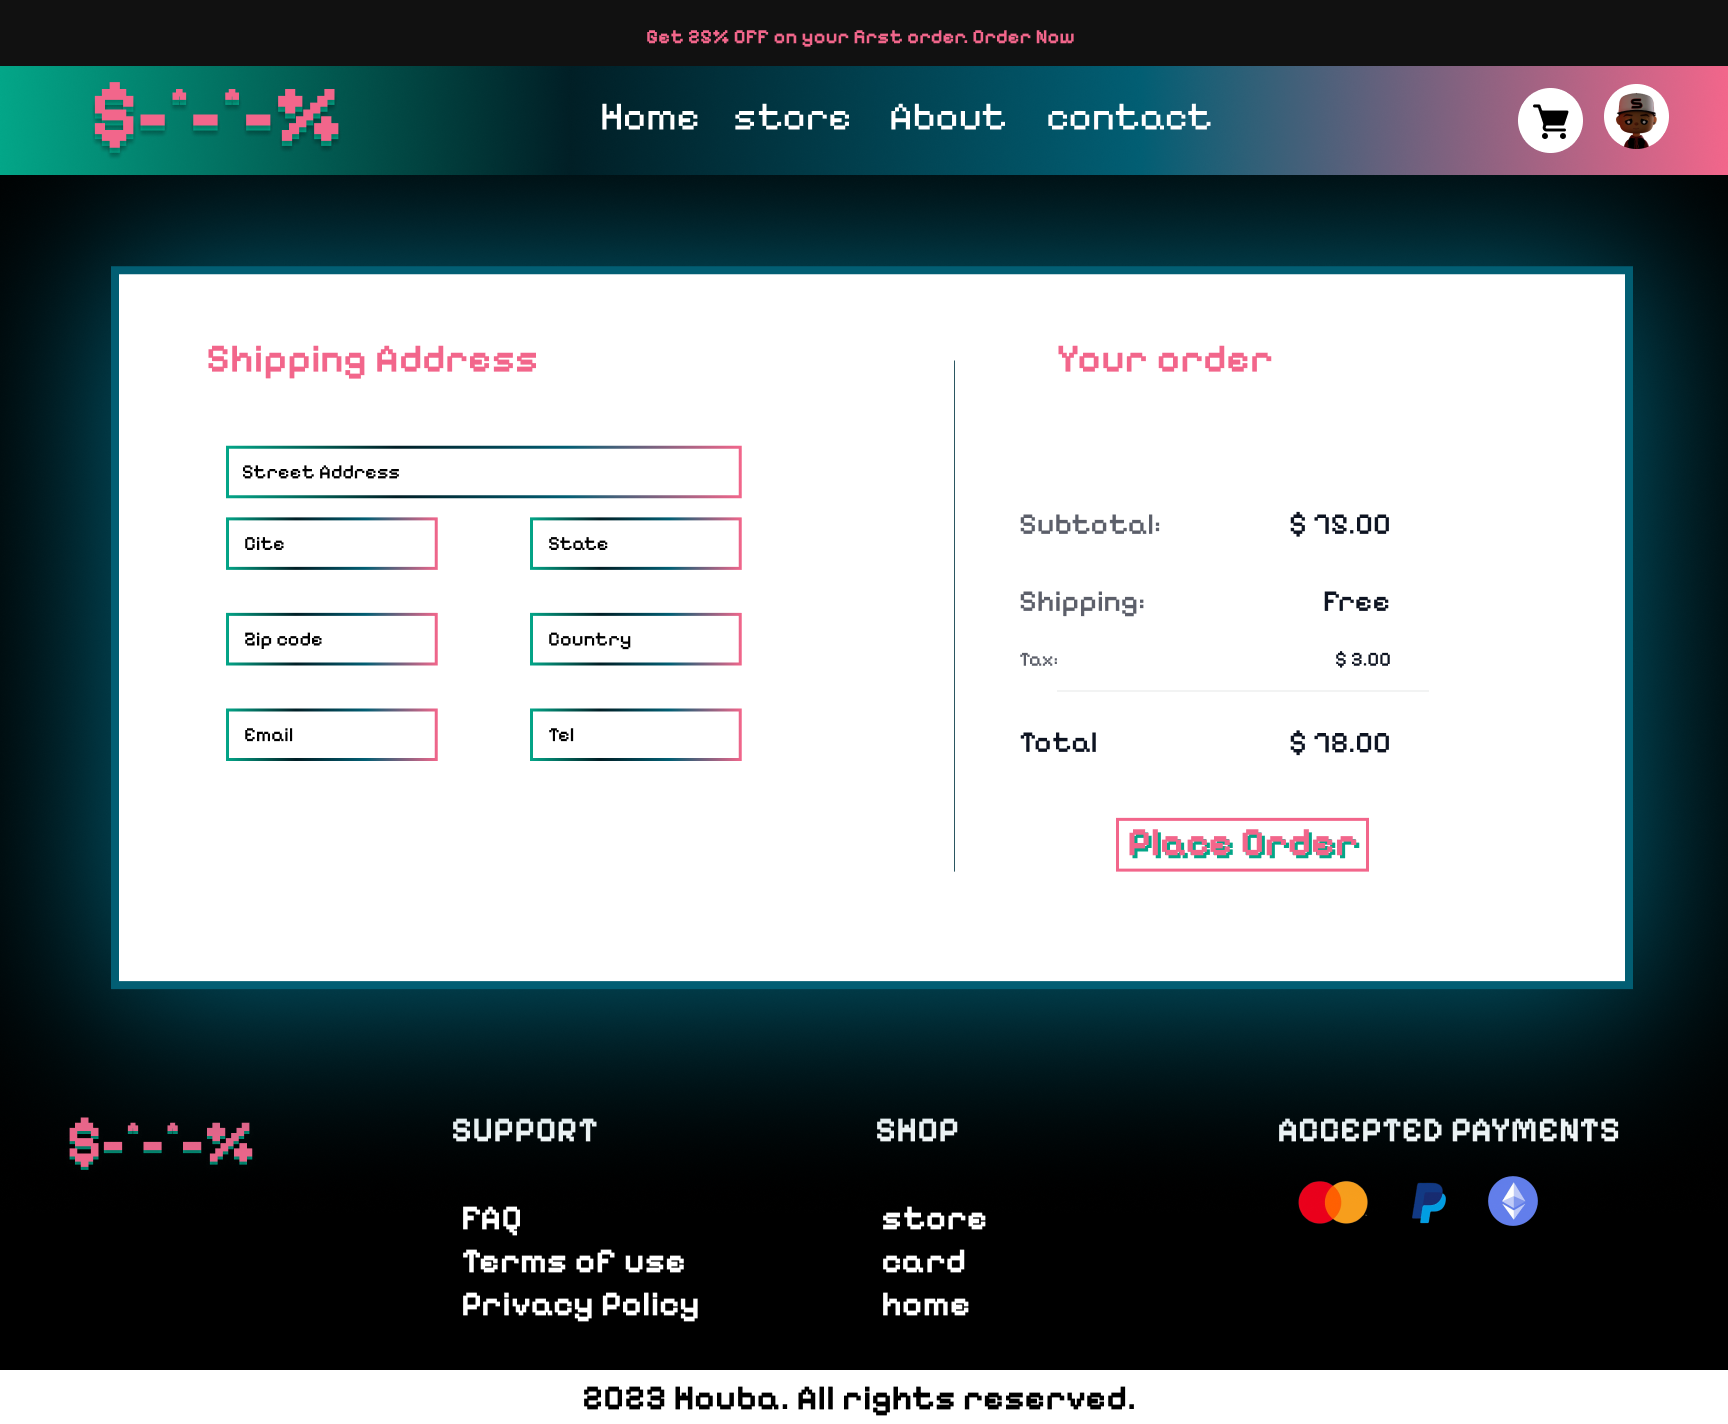 Get 25% OFF on your first order. Order Now
$-^-^-%
Home store About contact
Shipping Address
Street Address
Cite State
Zip code Country
Email Tel
Your order
Subtotal: $ 75.00
Shipping: Free
Tax: $ 3.00
Total $ 78.00
Place Order
$-^-^-%
SUPPORT
FAQ
Terms of use
Privacy Policy
SHOP
store
card
home
ACCEPTED PAYMENTS
2023 Houba. All rights reserved.